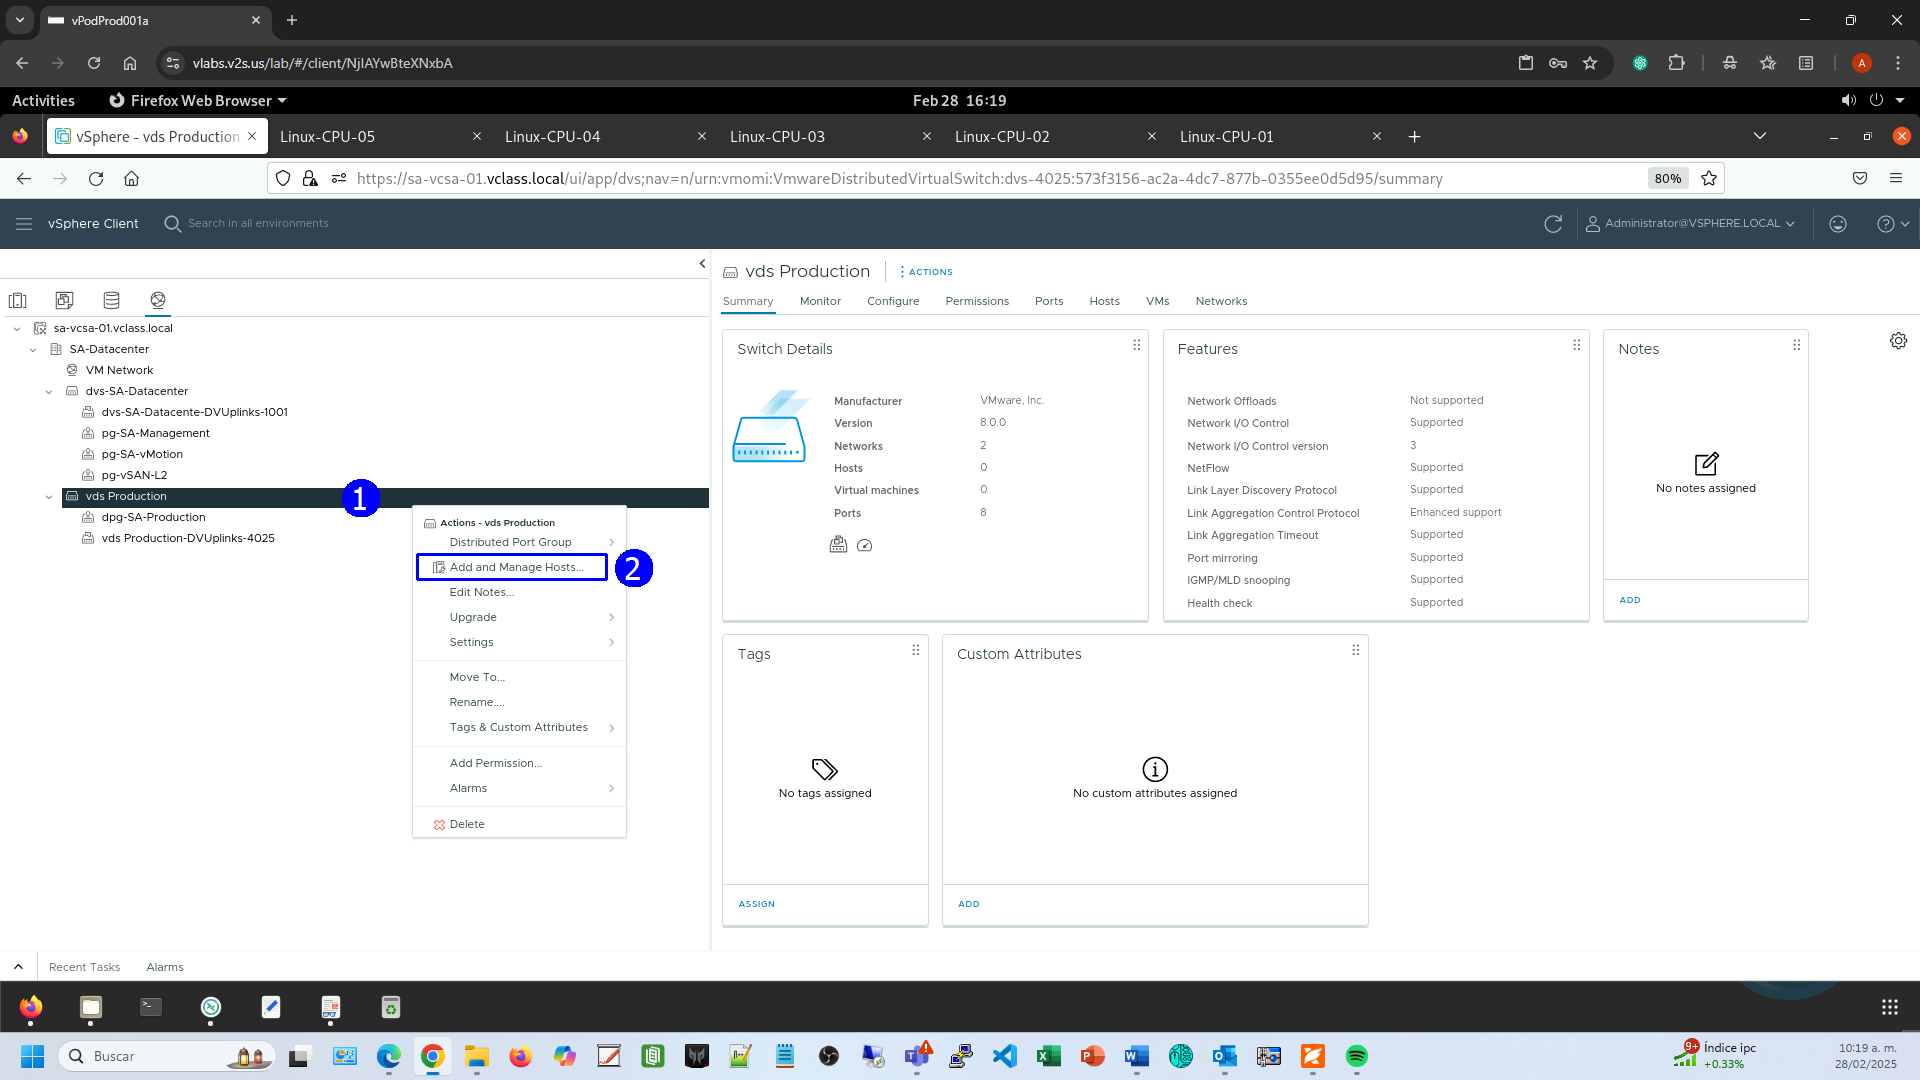 vPodProd001a
vlabs.v2s.us/lab/#/client/NjIAYwBteXNxbA
A
Activities
Firefox Web Browser
Feb 28 16:19
vSphere - vds Production
Linux-CPU-05
Linux-CPU-04
Linux-CPU-03
Linux-CPU-02
Linux-CPU-01
https://sa-vcsa-01.vclass.local/ui/app/dvs;nav=n/urn:vmomi:VmwareDistributedVirtualSwitch:dvs-4025:573f3156-ac2a-4dc7-877b-0355ee0d5d95/summary
80%
vSphere Client
Search in all environments
Administrator@VSPHERE.LOCAL
sa-vcsa-01.vclass.local
SA-Datacenter
VM Network
dvs-SA-Datacenter
dvs-SA-Datacente-DVUplinks-1001
pg-SA-Management
pg-SA-vMotion
pg-vSAN-L2
vds Production
dpg-SA-Production
vds Production-DVUplinks-4025
1
Actions - vds Production
Distributed Port Group
Add and Manage Hosts...
2
Edit Notes...
Upgrade
Settings
Move To...
Rename....
Tags & Custom Attributes
Add Permission...
Alarms
Delete
vds Production
ACTIONS
Summary
Monitor
Configure
Permissions
Ports
Hosts
VMs
Networks
Switch Details
Manufacturer VMware, Inc.
Version 8.0.0
Networks 2
Hosts 0
Virtual machines 0
Ports 8
Features
Network Offloads Not supported
Network I/O Control Supported
Network I/O Control version 3
NetFlow Supported
Link Layer Discovery Protocol Supported
Link Aggregation Control Protocol Enhanced support
Link Aggregation Timeout Supported
Port mirroring Supported
IGMP/MLD snooping Supported
Health check Supported
Notes
No notes assigned
ADD
Tags
No tags assigned
ASSIGN
Custom Attributes
No custom attributes assigned
ADD
Recent Tasks
Alarms
Buscar
9+
Índice ipc
+0.33%
10:19 a. m.
28/02/2025